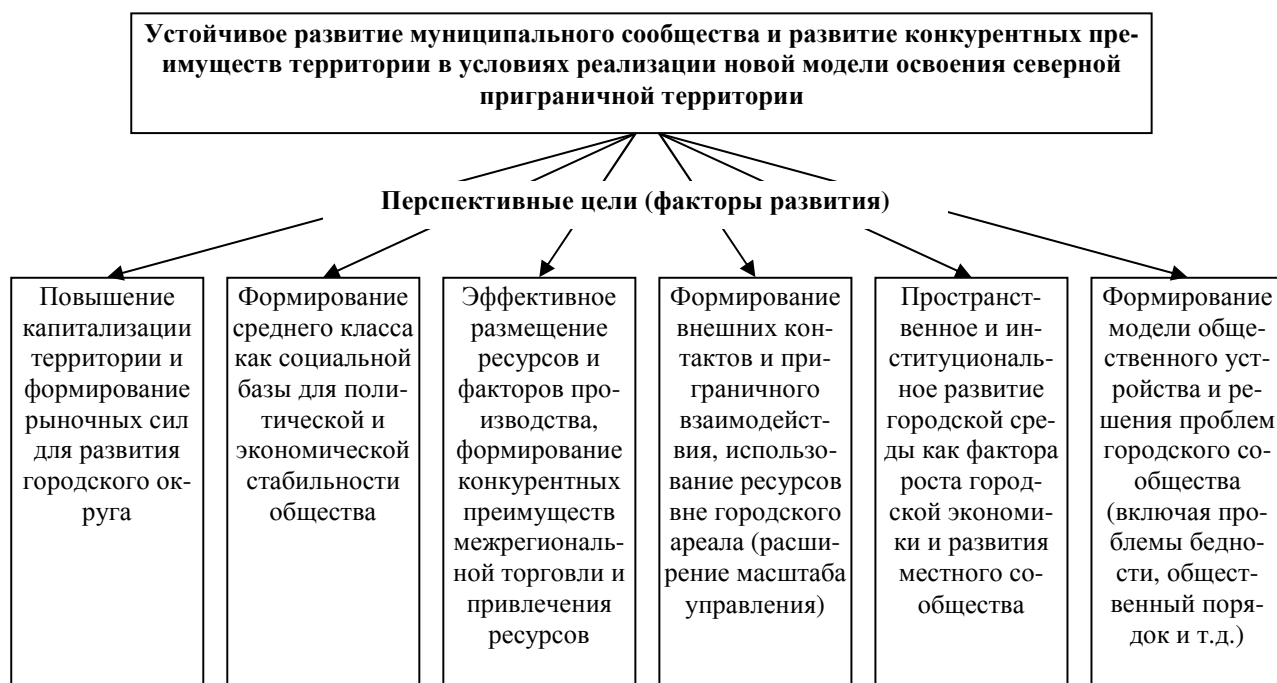 Устойчивое развитие муниципального сообщества и развитие конкурентных пре-
имуществ территории в условиях реализации новой модели освоения северной
приграничной территории
Перспективные цели (факторы развития)
Повышение
капитализации
территории и
формирование
рыночных сил
для развития
городского ок-
руга
Формирование
среднего класса
как социальной
базы для поли-
тической и
экономической
стабильности
общества
Эффективное
размещение
ресурсов и
факторов про-
изводства,
формирование
конкурентных
преимуществ
межрегиональ-
ной торговли и
привлечения
ресурсов
Формирование
внешних кон-
тактов и при-
граничного
взаимодейст-
вия, использо-
вание ресурсов
вне городского
ареала (расши-
рение масштаба
управления)
Пространст-
венное и ин-
ституциональ-
ное развитие
городской сре-
ды как фактора
роста город-
ской экономи-
ки и развития
местного со-
общества
Формирование
модели обще-
ственного уст-
ройства и ре-
шения проблем
городского со-
общества
(включая про-
блемы бедно-
сти, общест-
венный поря-
док и т.д.)